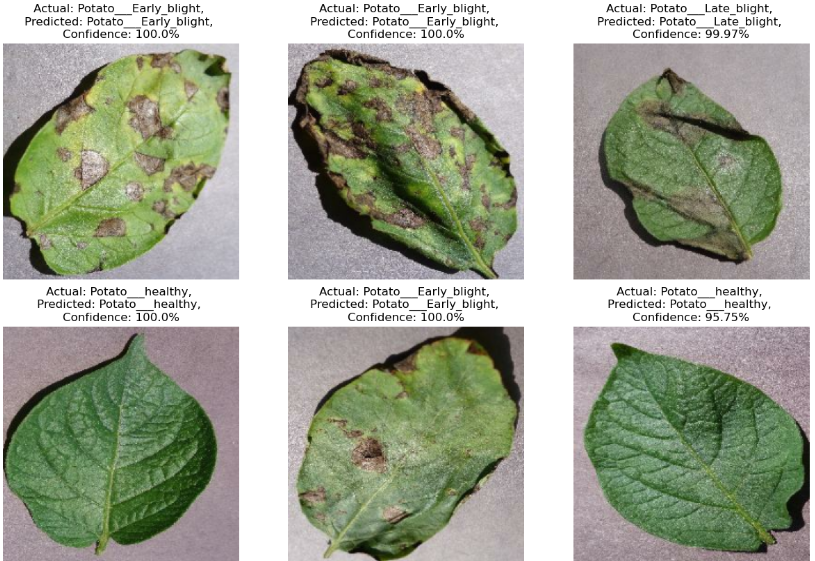 Actual: Potato___Early_blight,
Predicted: Potato___Early_blight,
Confidence: 100.0%
Actual: Potato___Early_blight,
Predicted: Potato___Early_blight,
Confidence: 100.0%
Actual: Potato___Late_blight,
Predicted: Potato___Late_blight,
Confidence: 99.97%
Actual: Potato___healthy,
Predicted: Potato___healthy,
Confidence: 100.0%
Actual: Potato___Early_blight,
Predicted: Potato___Early_blight,
Confidence: 100.0%
Actual: Potato___healthy,
Predicted: Potato___healthy,
Confidence: 95.75%